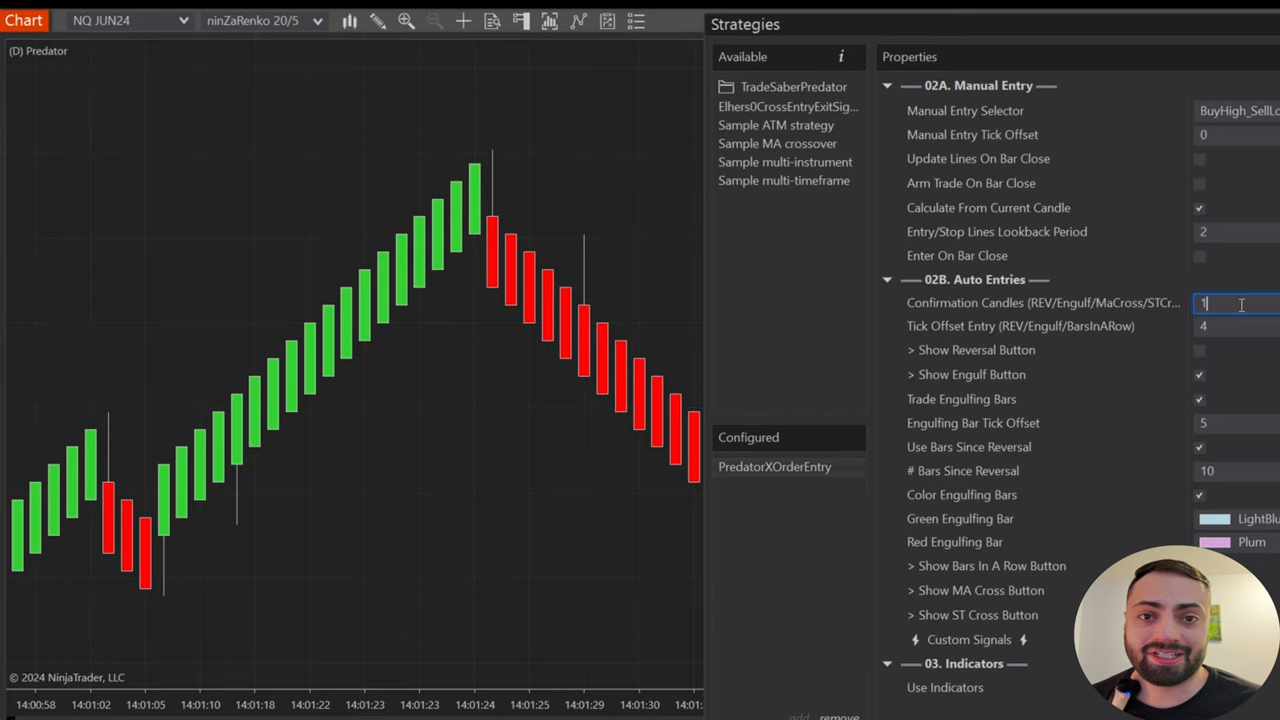 Chart
NQ JUN24
ninZaRenko 20/5
(D) Predator
© 2024 NinjaTrader, LLC
14:00:58 14:01:02 14:01:05 14:01:10 14:01:18 14:01:22 14:01:22 14:01:23 14:01:24 14:01:25 14:01:29 14:01:30 14:01:
Strategies
Available
i
TradeSaberPredator
Elhers0CrossEntryExitSig...
Sample ATM strategy
Sample MA crossover
Sample multi-instrument
Sample multi-timeframe
Configured
PredatorXOrderEntry
Properties
02A. Manual Entry
Manual Entry Selector BuyHigh_SellLo
Manual Entry Tick Offset 0
Update Lines On Bar Close
Arm Trade On Bar Close
Calculate From Current Candle
Entry/Stop Lines Lookback Period 2
Enter On Bar Close
02B. Auto Entries
Confirmation Candles (REV/Engulf/MaCross/STCr... 1
Tick Offset Entry (REV/Engulf/BarsInARow) 4
> Show Reversal Button
> Show Engulf Button
Trade Engulfing Bars
Engulfing Bar Tick Offset 5
Use Bars Since Reversal
# Bars Since Reversal 10
Color Engulfing Bars
Green Engulfing Bar LightBlu
Red Engulfing Bar Plum
> Show Bars In A Row Button
> Show MA Cross Button
> Show ST Cross Button
Custom Signals
03. Indicators
Use Indicators